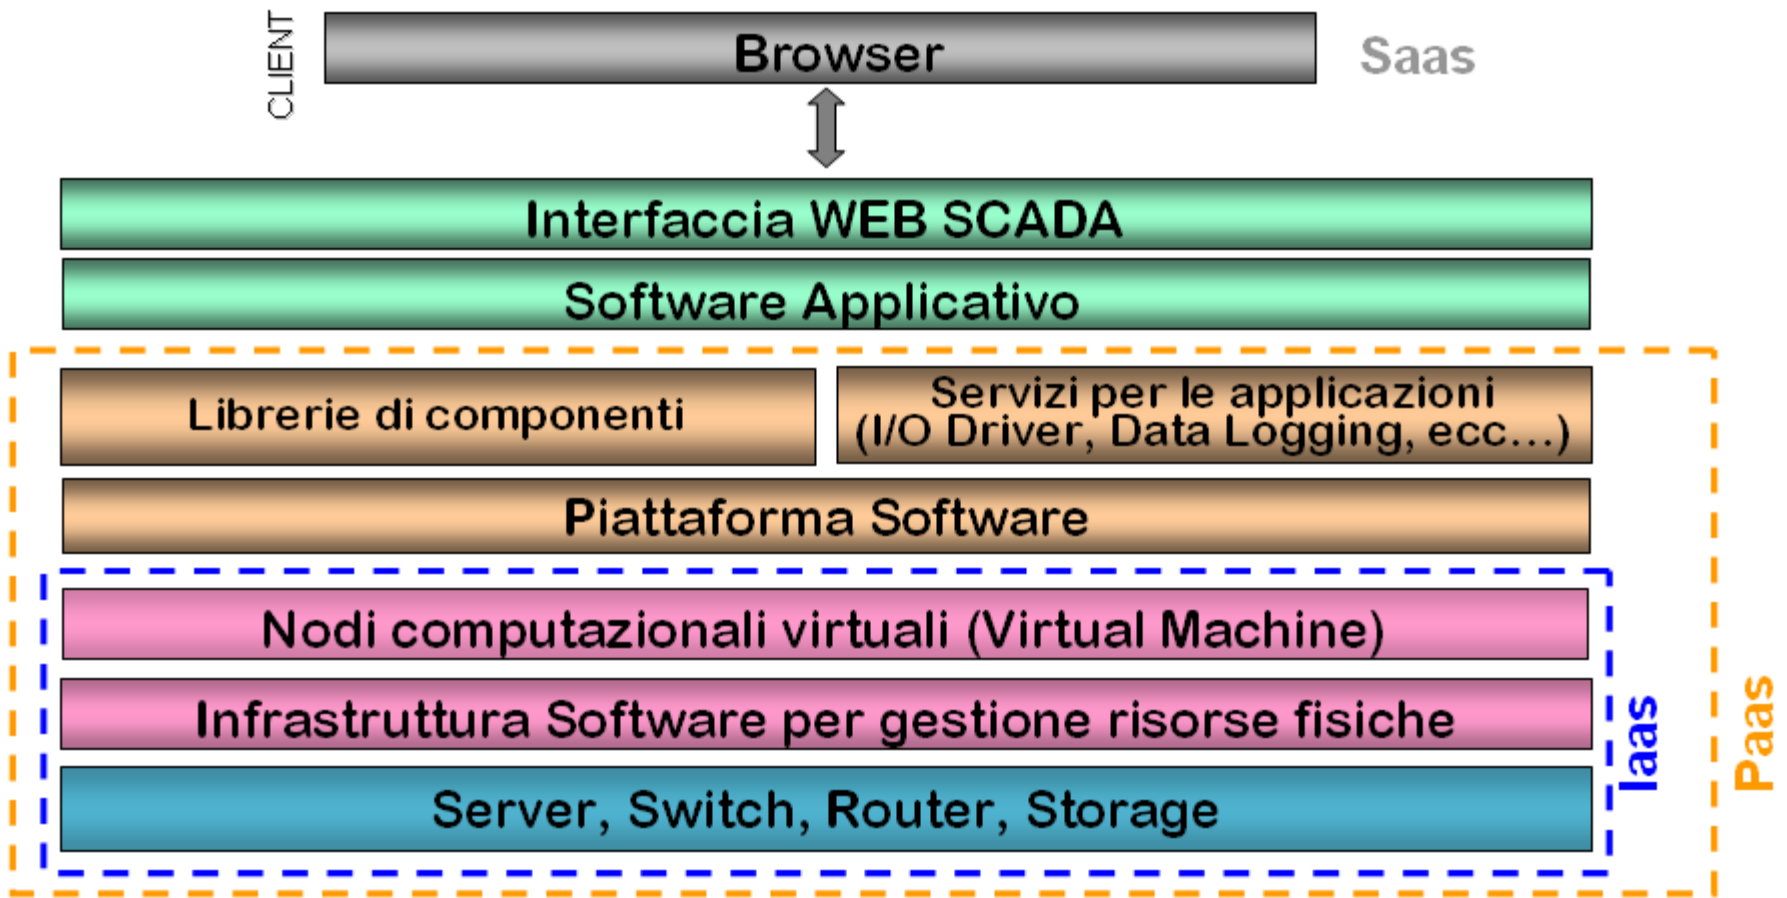 CLIENT
Browser
Saas
Interfaccia WEB SCADA
Software Applicativo
Librerie di componenti
Servizi per le applicazioni
(I/O Driver, Data Logging, ecc...)
Piattaforma Software
Nodi computazionali virtuali (Virtual Machine)
Infrastruttura Software per gestione risorse fisiche
Server, Switch, Router, Storage
Iaas
Paas